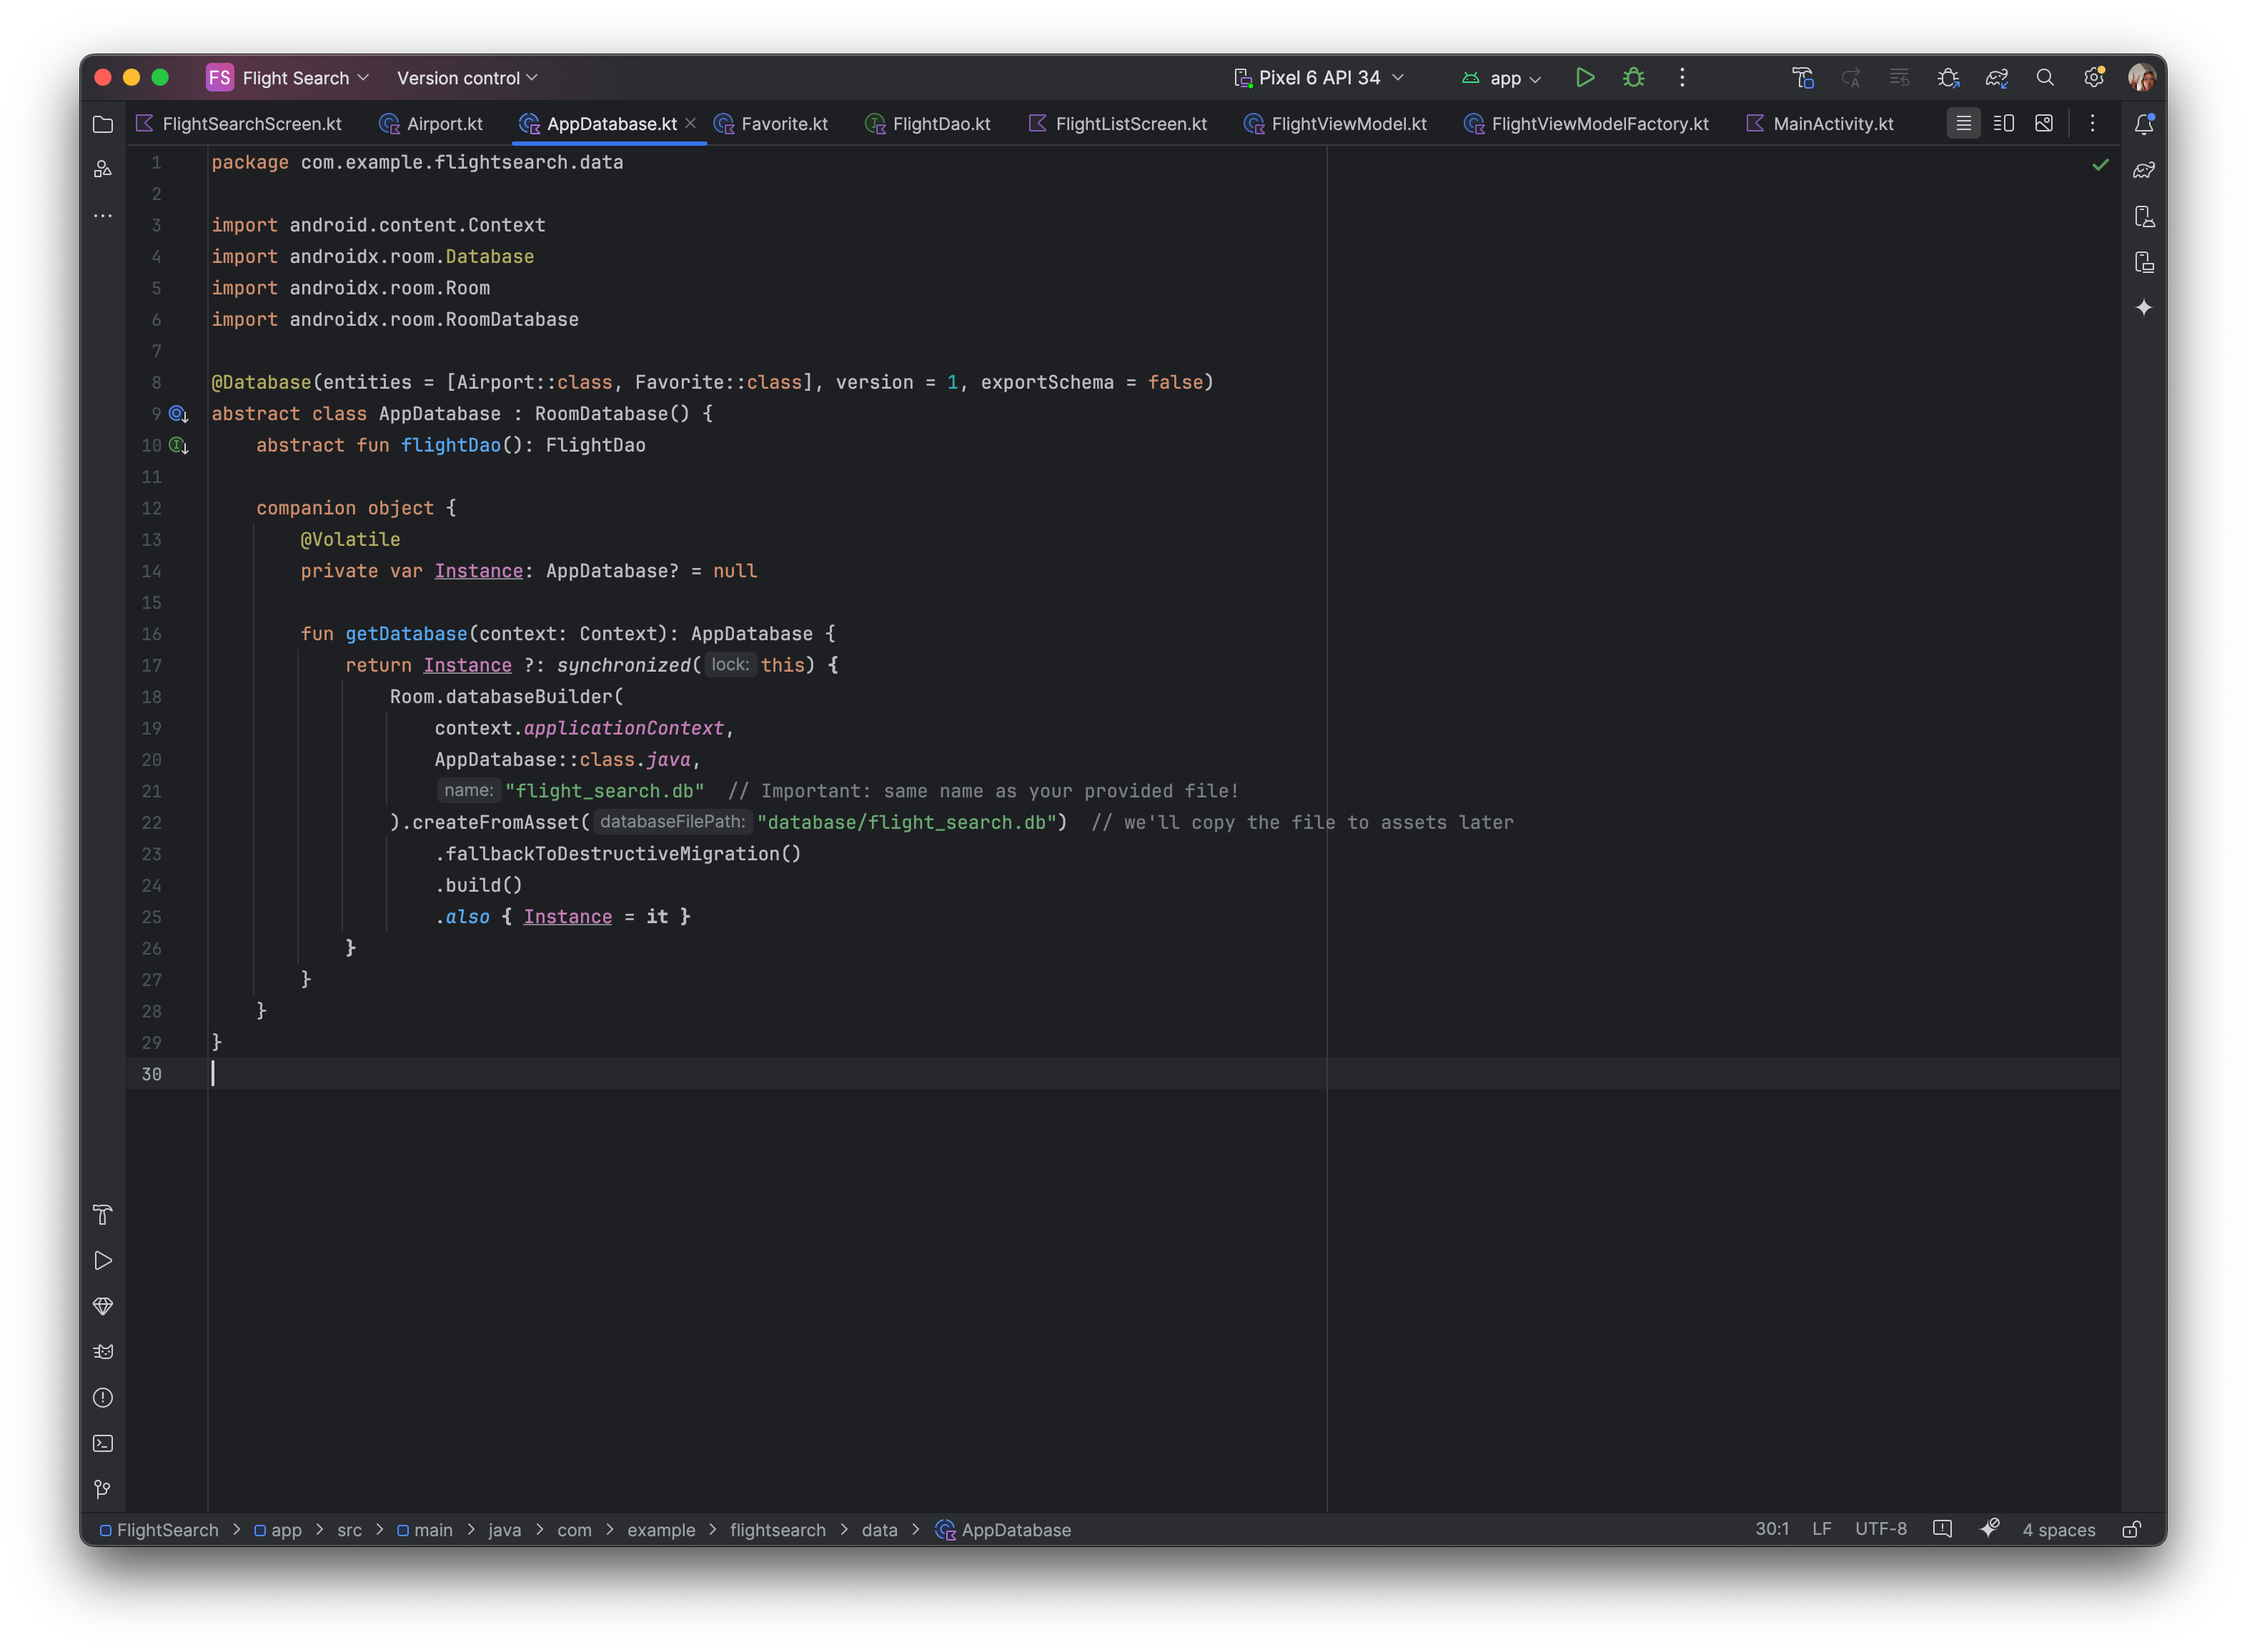 FS Flight Search Version control Pixel 6 API 34 app
FlightSearchScreen.kt Airport.kt AppDatabase.kt Favorite.kt FlightDao.kt FlightListScreen.kt FlightViewModel.kt FlightViewModelFactory.kt MainActivity.kt
1 package com.example.flightsearch.data
2
3 import android.content.Context
4 import androidx.room.Database
5 import androidx.room.Room
6 import androidx.room.RoomDatabase
7
8 @Database(entities = [Airport::class, Favorite::class], version = 1, exportSchema = false)
9 abstract class AppDatabase : RoomDatabase() {
10     abstract fun flightDao(): FlightDao
11
12     companion object {
13         @Volatile
14         private var Instance: AppDatabase? = null
15
16         fun getDatabase(context: Context): AppDatabase {
17             return Instance ?: synchronized( lock: this) {
18                 Room.databaseBuilder(
19                     context.applicationContext,
20                     AppDatabase::class.java,
21                     name: "flight_search.db"  // Important: same name as your provided file!
22                 ).createFromAsset( databaseFilePath: "database/flight_search.db")  // we'll copy the file to assets later
23                     .fallbackToDestructiveMigration()
24                     .build()
25                     .also { Instance = it }
26             }
27         }
28     }
29 }
30
FlightSearch > app > src > main > java > com > example > flightsearch > data > AppDatabase 30:1 LF UTF-8 4 spaces